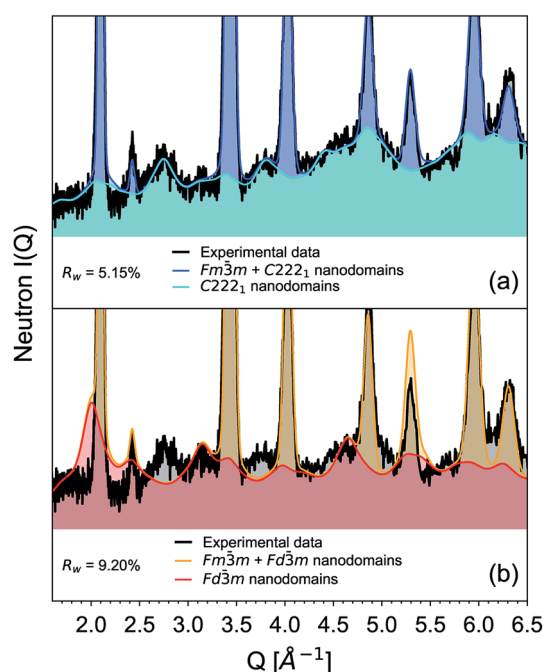 Neutron I(Q)
Experimental data
Fm3̄m + C222₁ nanodomains
C222₁ nanodomains
R_w = 5.15%
(a)
Experimental data
Fm3̄m + Fd3̄m nanodomains
Fd3̄m nanodomains
R_w = 9.20%
(b)
2.0 2.5 3.0 3.5 4.0 4.5 5.0 5.5 6.0 6.5
Q [Å⁻¹]